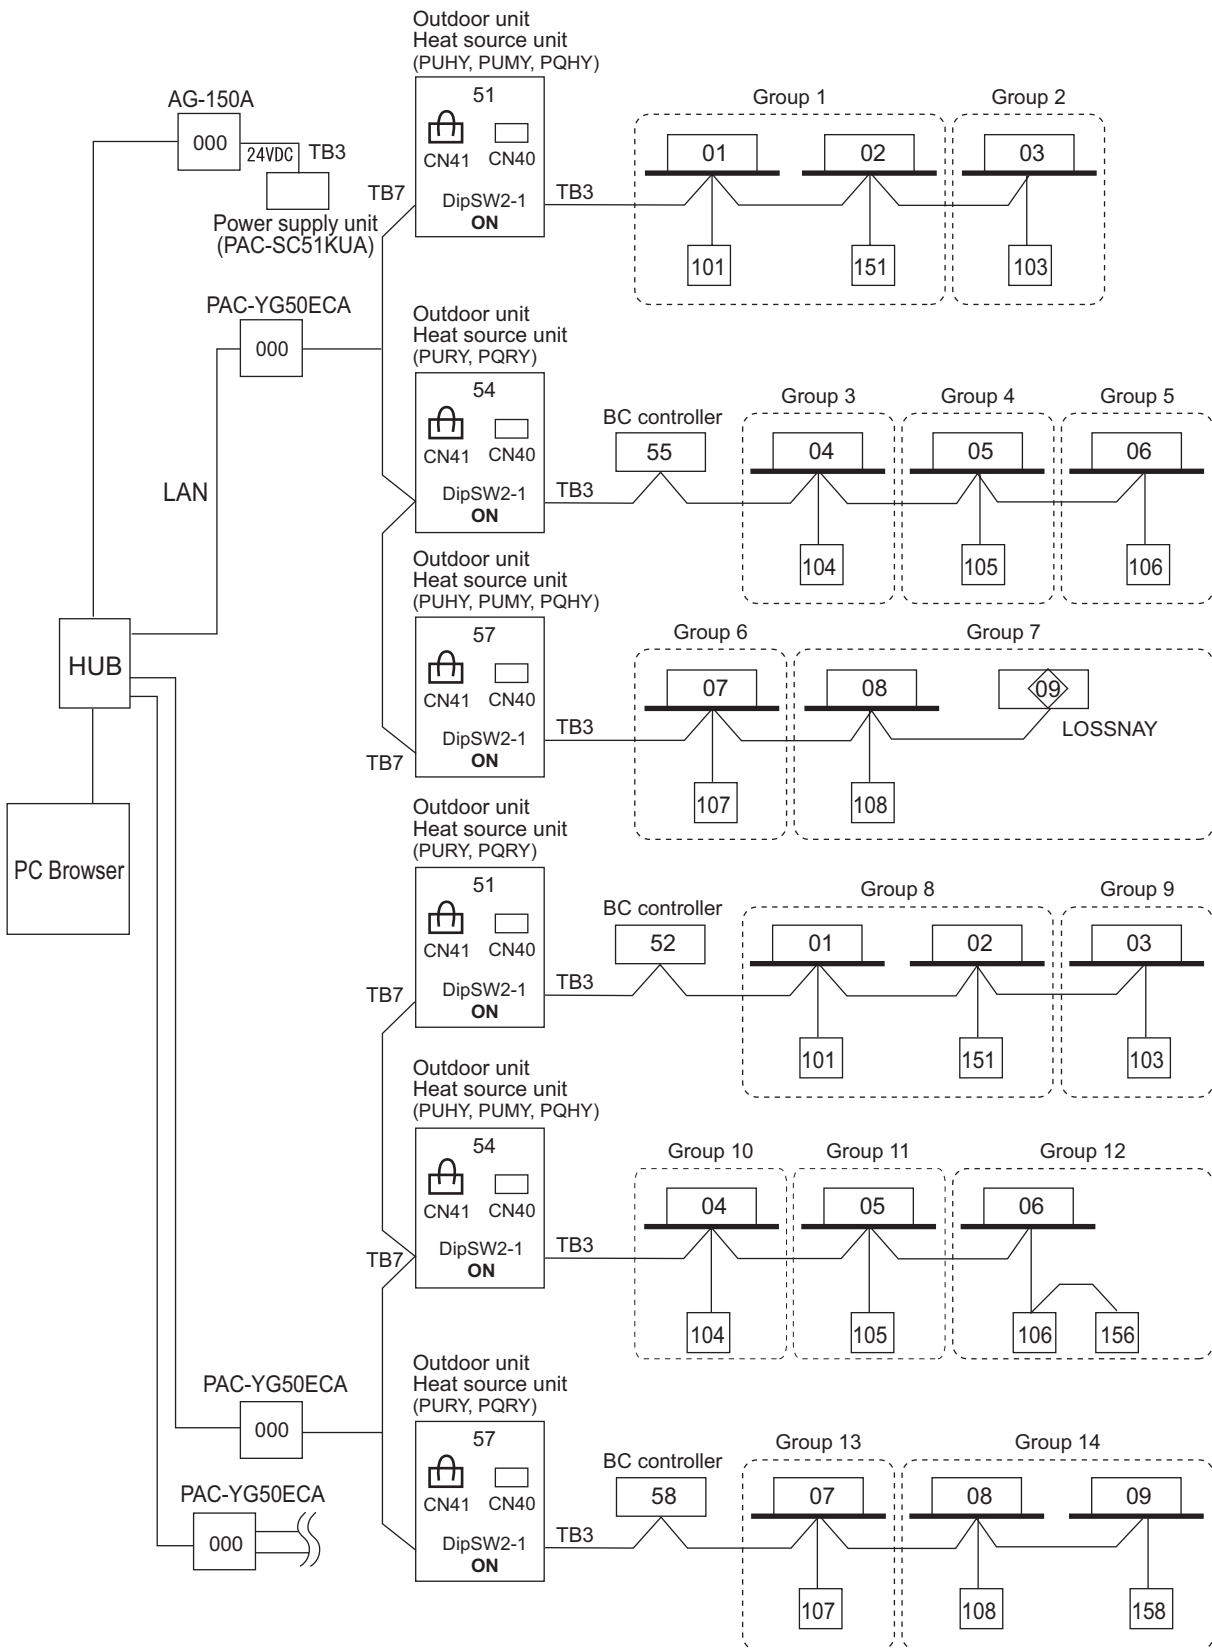 AG-150A
000
24VDC
TB3
Power supply unit
(PAC-SC51KUA)
PAC-YG50ECA
000
LAN
HUB
PC Browser
Outdoor unit
Heat source unit
(PUHY, PUMY, PQHY)
51
CN41
CN40
DipSW2-1
ON
TB7
TB3
Group 1
01
02
101
151
Group 2
03
103
Outdoor unit
Heat source unit
(PURY, PQRY)
54
CN41
CN40
DipSW2-1
ON
TB3
BC controller
55
Group 3
04
104
Group 4
05
105
Group 5
06
106
Outdoor unit
Heat source unit
(PUHY, PUMY, PQHY)
57
CN41
CN40
DipSW2-1
ON
TB7
TB3
Group 6
07
107
Group 7
08
09
LOSSNAY
108
Outdoor unit
Heat source unit
(PURY, PQRY)
51
CN41
CN40
DipSW2-1
ON
TB7
TB3
BC controller
52
Group 8
01
02
101
151
Group 9
03
103
Outdoor unit
Heat source unit
(PUHY, PUMY, PQHY)
54
CN41
CN40
DipSW2-1
ON
TB7
TB3
Group 10
04
104
Group 11
05
105
Group 12
06
106
156
PAC-YG50ECA
000
Outdoor unit
Heat source unit
(PURY, PQRY)
57
CN41
CN40
DipSW2-1
ON
TB3
BC controller
58
Group 13
07
107
Group 14
08
09
108
158
PAC-YG50ECA
000